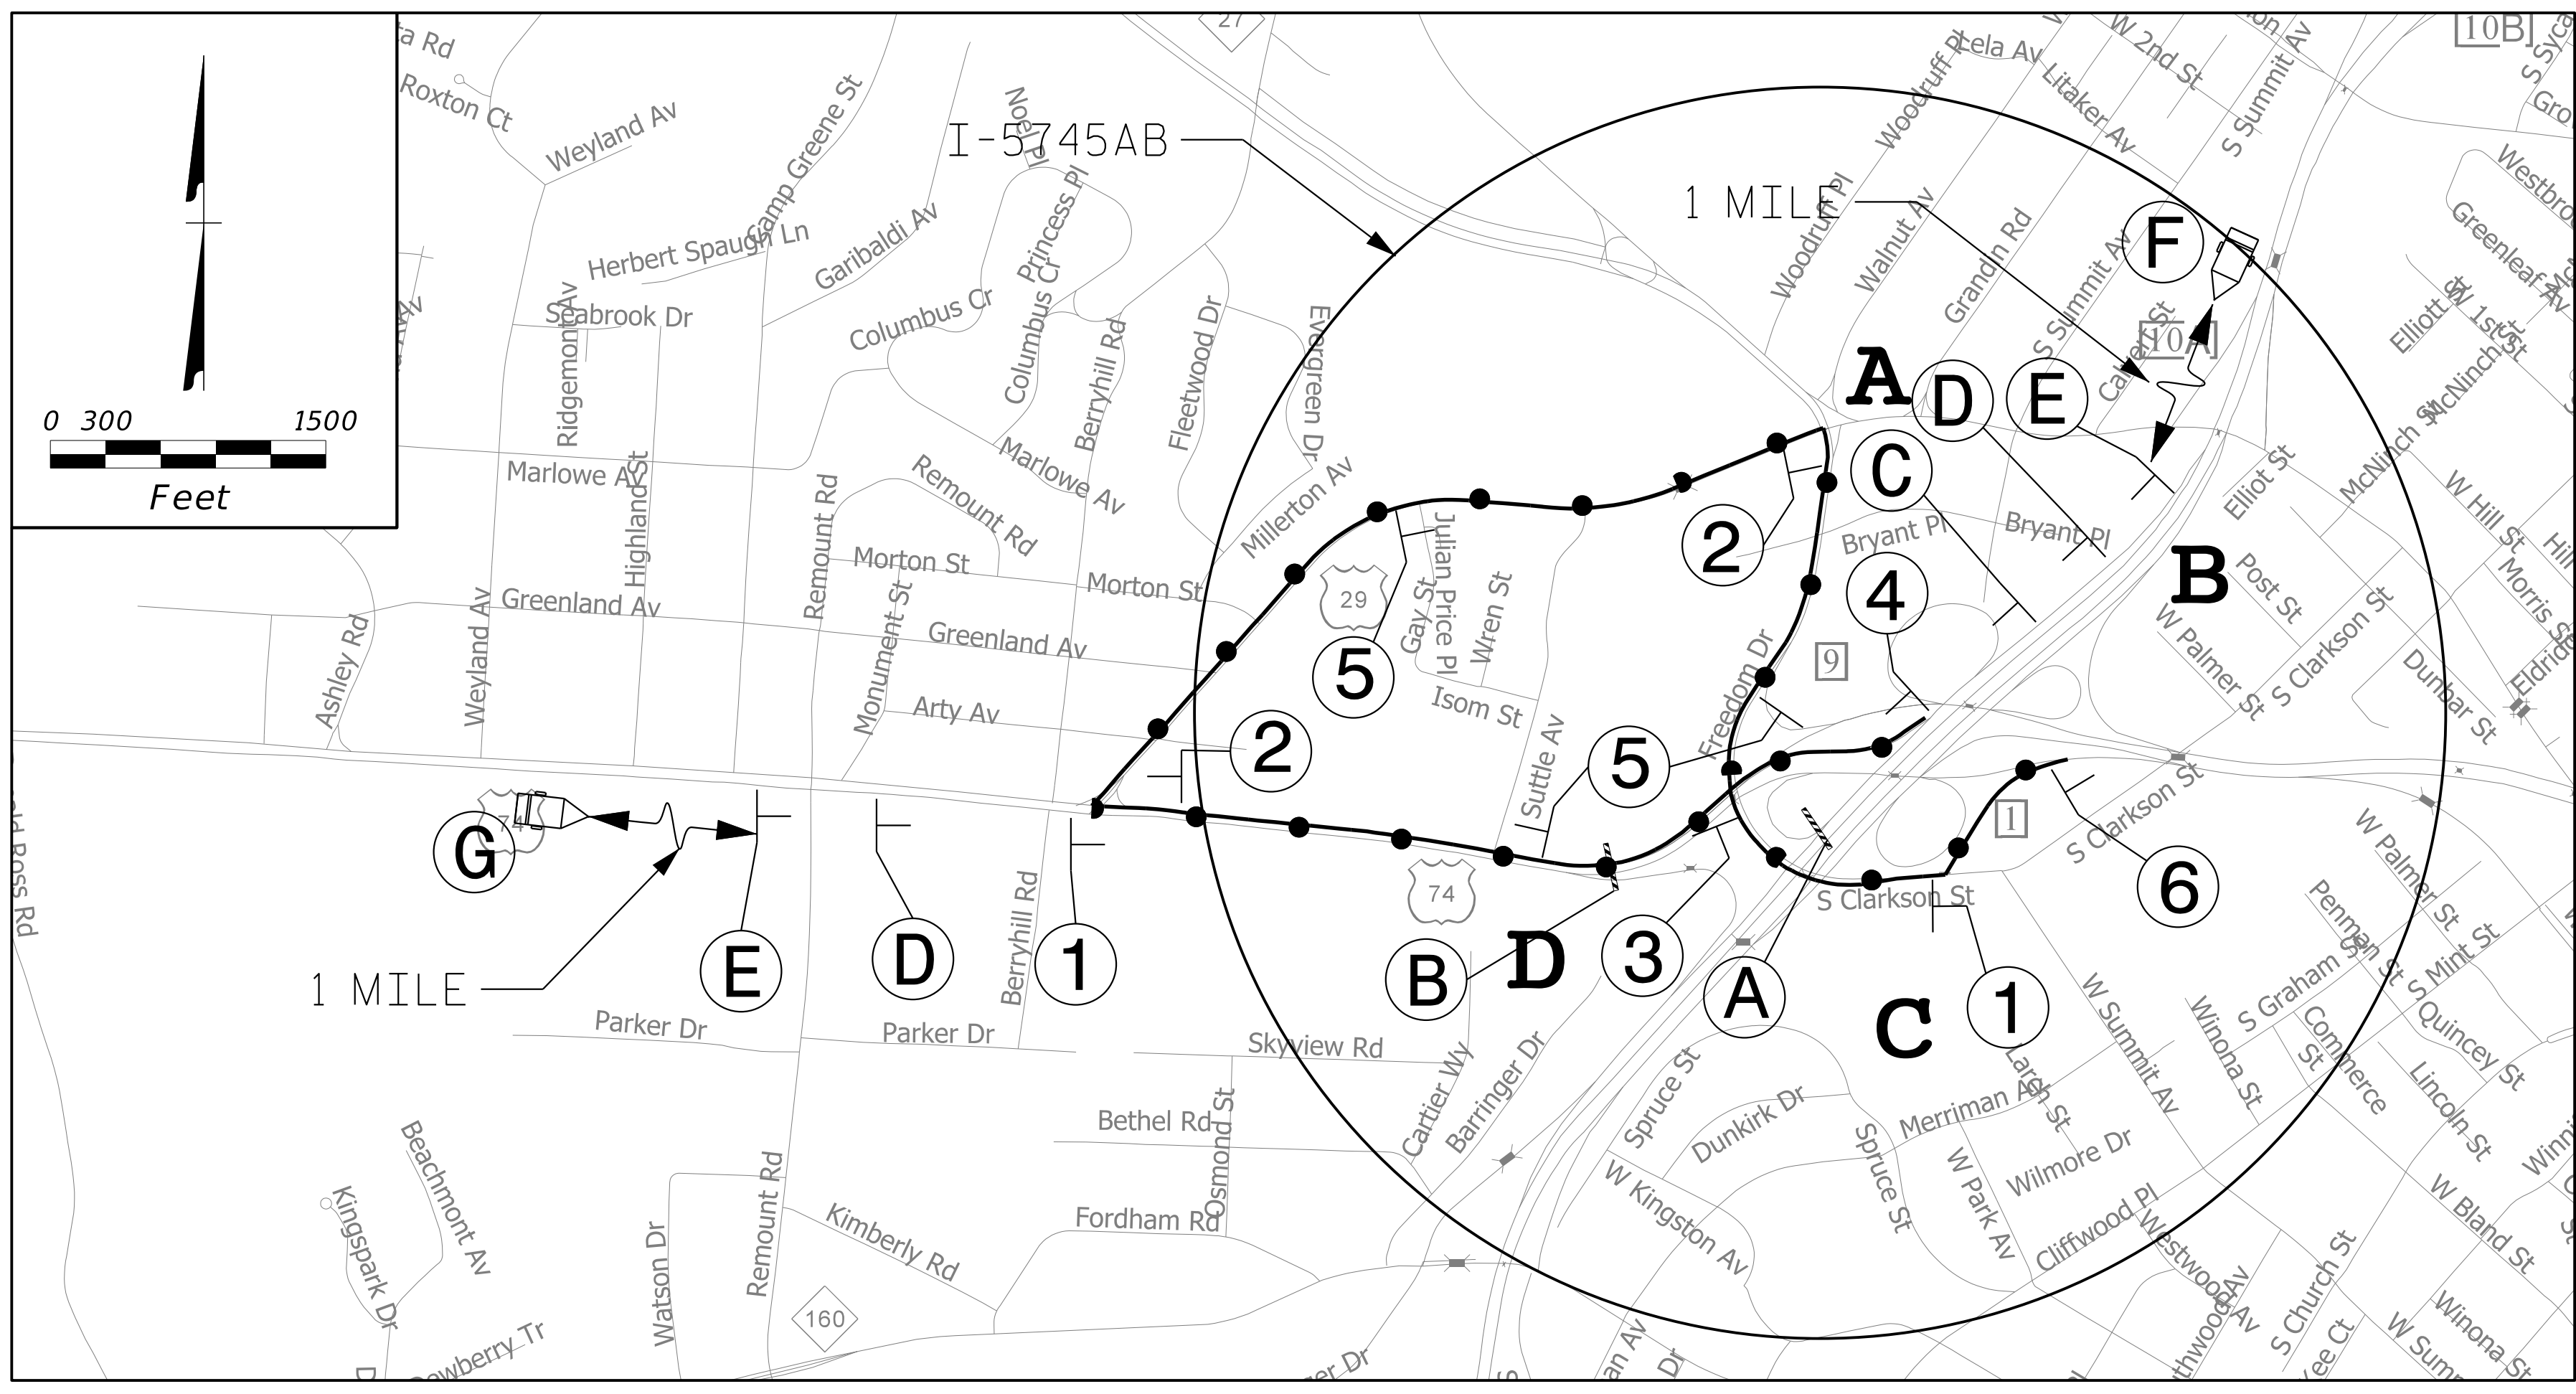 0 300 1500
Feet
Roxton Ct
Weyland Av
Camp Greene St
Herbert Spaugh Ln
Garibaldi Av
Seabrook Dr
Ridgemont Av
Noel Pl
Princess Pl
Columbus Cr
Columbus Cr
27
I-5745AB
1 MILE
Woodruff Pl
Woodruff Pl
Lela Av
W 2nd St
Litaker Av
S Summit Av
Walnut Av
Grandin Rd
S Summit Av
Calvert St
10A
10B
F
Westbro
Greenleaf Av
Elliott St
W 1st St
McNinch St
McNinch St
Berryhill Rd
Fleetwood Dr
Evergreen Dr
A
D
E
C
Marlowe Av
Highland St
Remount Rd
Remount Rd
Marlowe Av
Millerton Av
Morton St
Morton St
29
Julian Price Pl
Gay St
Wren St
Isom St
2
Bryant Pl
Bryant Pl
B
4
9
Elliot St
W Hill St
Post St
Morris St
W Palmer St
S Clarkson St
Dunbar St
Ashley Rd
Weyland Av
Greenland Av
Greenland Av
Monument St
Arty Av
5
2
5
Suttle Av
Freedom Dr
74
G
E
D
1
1 MILE
Berryhill Rd
74
B
D
3
A
S Clarkson St
C
1
1
6
S Clarkson St
W Palmer St
Penman St
S Graham St
S Mint St
Quincey St
Commerce
St
Lincoln St
Winona St
W Summit Av
Larch St
Parker Dr
Parker Dr
Skyview Rd
Cartier Wy
Barringer Dr
Spruce St
Dunkirk Dr
Merriman Av
Wilmore Dr
Spruce St
W Park Av
Cliffwood Pl
Westwood Av
W Kingston Av
Bethel Rd
Osmond St
Fordham Rd
Kimberly Rd
Remount Rd
Watson Dr
160
Beachmont Av
Kingspark Dr
S Church St
W Bland St
Winona St